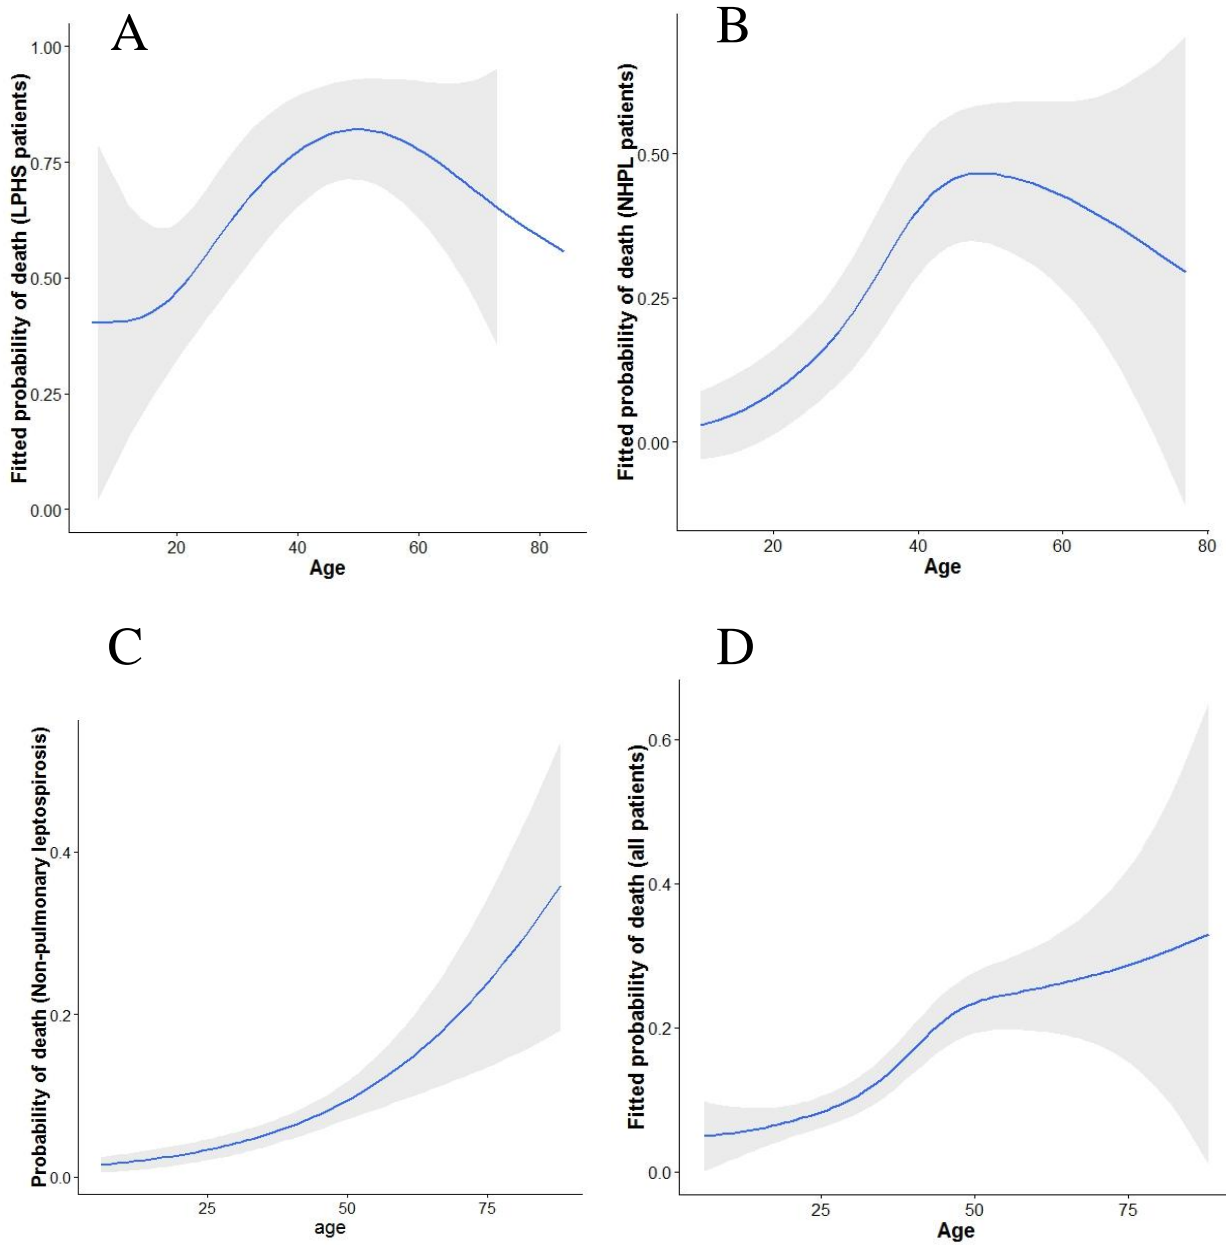 A
Fitted probability of death (LPHS patients)
1.00
0.75
0.50
0.25
0.00
20 40 60 80
Age
B
Fitted probability of death (NHPL patients)
0.50
0.25
0.00
20 40 60 80
Age
C
Probability of death (Non-pulmonary leptospirosis)
0.4
0.2
0.0
25 50 75
age
D
Fitted probability of death (all patients)
0.6
0.4
0.2
0.0
25 50 75
Age